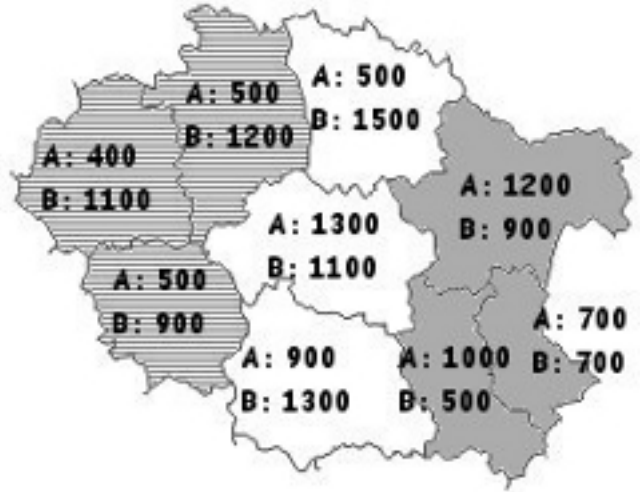 A: 500
B: 1200
A: 500
B: 1500
A: 400
B: 1100
A: 1200
B: 900
A: 1300
B: 1100
A: 500
B: 900
A: 700
B: 700
A: 900
B: 1300
A: 1000
B: 500